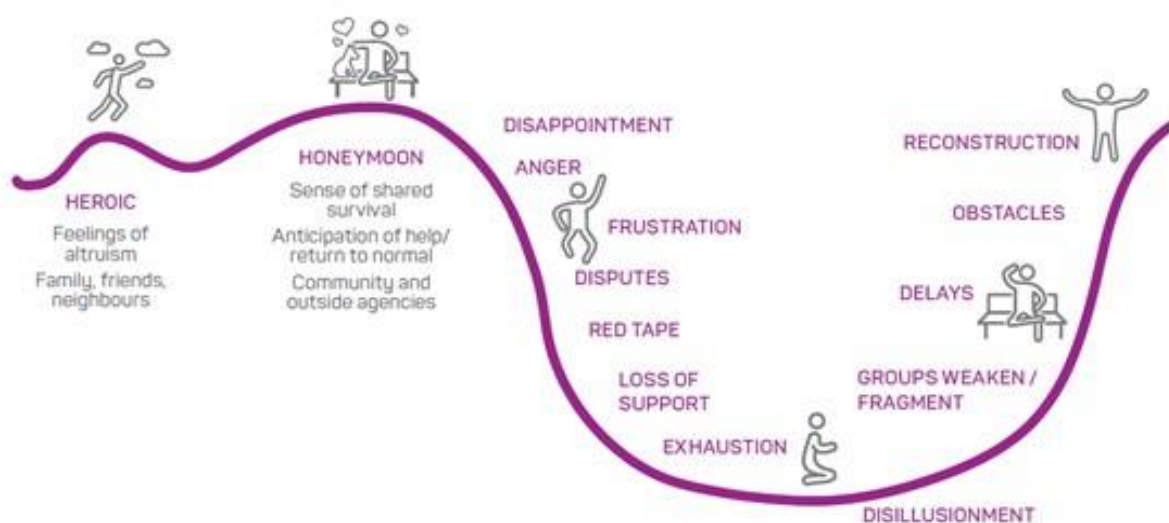 HEROIC
Feelings of
altruism
Family, friends,
neighbours
HONEYMOON
Sense of shared
survival
Anticipation of help/
return to normal
Community and
outside agencies
DISAPPOINTMENT
ANGER
FRUSTRATION
DISPUTES
RED TAPE
LOSS OF
SUPPORT
EXHAUSTION
DISILLUSIONMENT
GROUPS WEAKEN /
FRAGMENT
DELAYS
OBSTACLES
RECONSTRUCTION